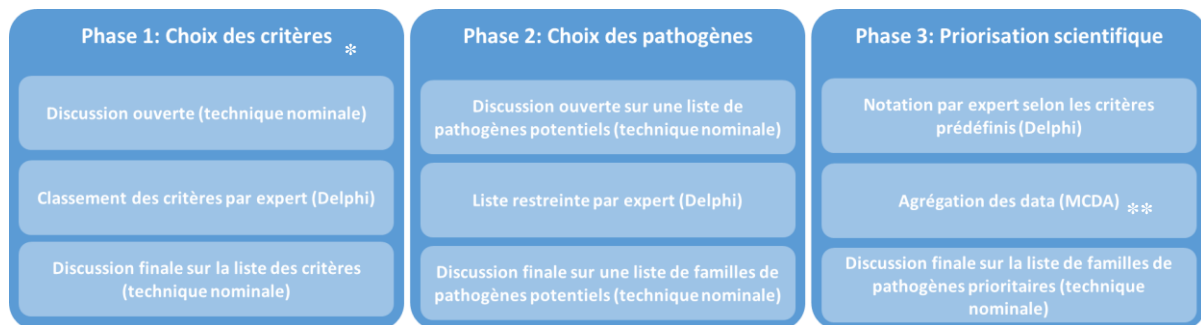 Phase 1: Choix des critères *
Discussion ouverte (technique nominale)
Classement des critères par expert (Delphi)
Discussion finale sur la liste des critères
(technique nominale)
Phase 2: Choix des pathogènes
Discussion ouverte sur une liste de
pathogènes potentiels (technique nominale)
Liste restreinte par expert (Delphi)
Discussion finale sur une liste de familles de
pathogènes potentiels (technique nominale)
Phase 3: Priorisation scientifique
Notation par expert selon les critères
prédéfinis (Delphi)
Agrégation des data (MCDA) **
Discussion finale sur la liste de familles de
pathogènes prioritaires (technique
nominale)